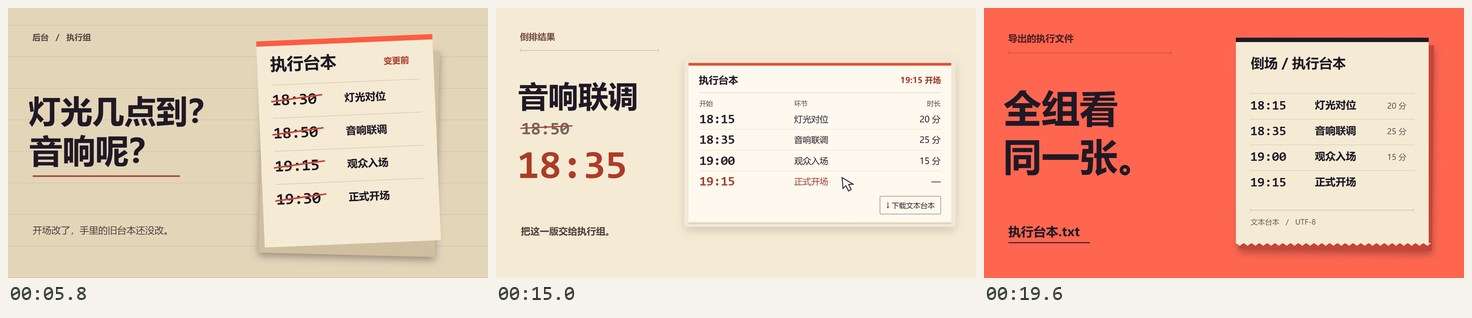 后台 / 执行组
灯光几点到?
音响呢?
开场改了，手里的旧台本还没改。
执行台本 变更前
18:30 灯光对位
18:50 音响联调
19:15 观众入场
19:30 正式开场
00:05.8
倒排结果
音响联调
18:50
18:35
把这一版交给执行组。
执行台本 19:15 开场
开始 环节 时长
18:15 灯光对位 20 分
18:35 音响联调 25 分
19:00 观众入场 15 分
19:15 正式开场 —
↓下载文本台本
00:15.0
导出的执行文件
全组看
同一张。
执行台本.txt
倒场 / 执行台本
18:15 灯光对位 20 分
18:35 音响联调 25 分
19:00 观众入场 15 分
19:15 正式开场
文本台本 / UTF-8
00:19.6